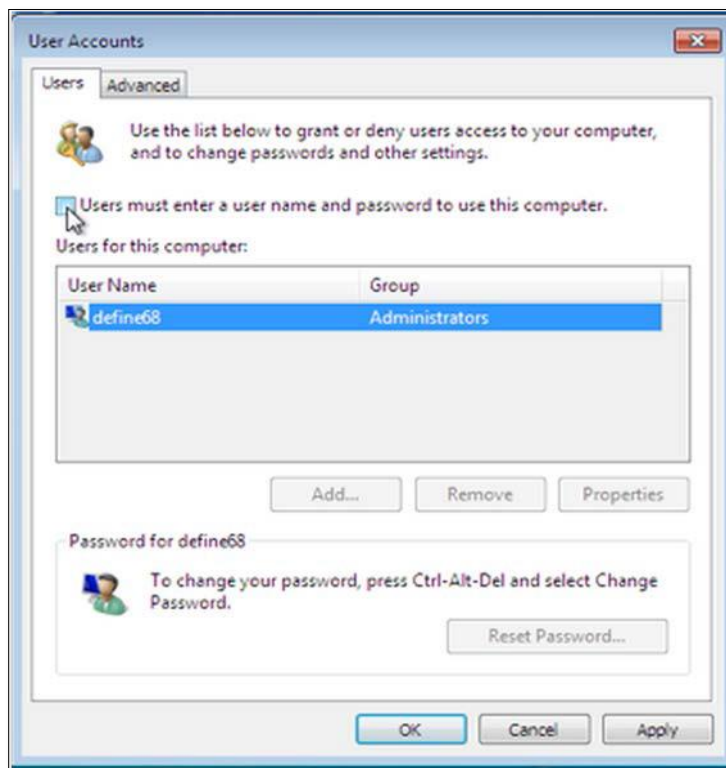 User Accounts
Users
Advanced
Use the list below to grant or deny users access to your computer,
and to change passwords and other settings.
Users must enter a user name and password to use this computer.
Users for this computer:
User Name Group
define68 Administrators
Add... Remove Properties
Password for define68
To change your password, press Ctrl-Alt-Del and select Change
Password.
Reset Password...
OK Cancel Apply